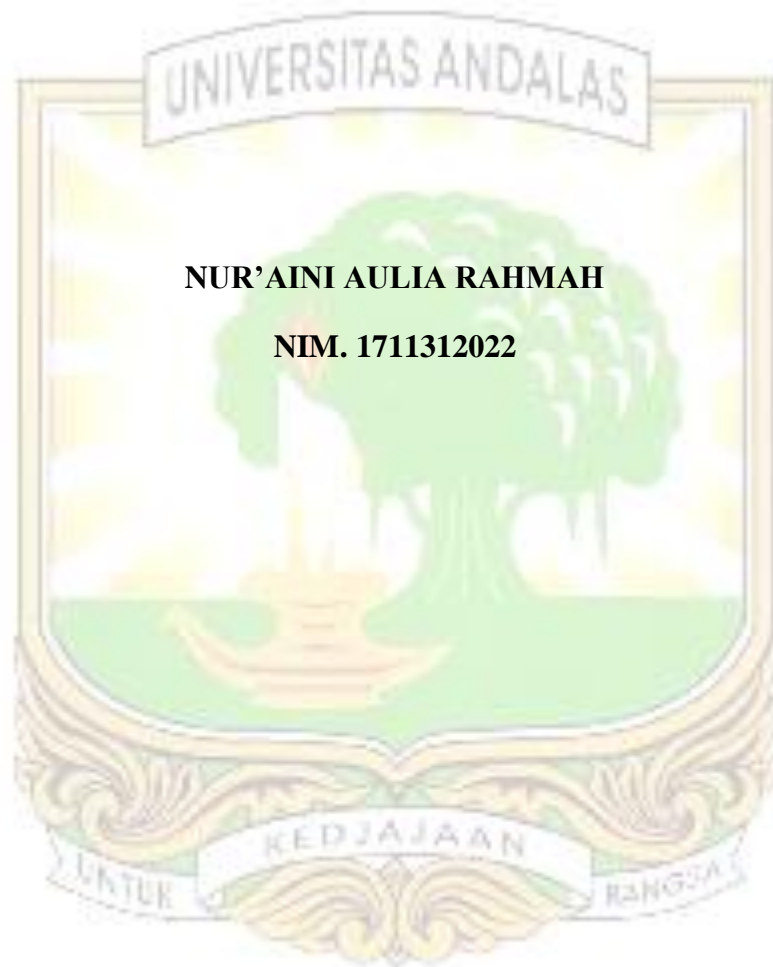 UNIVERSITAS ANDALAS
NUR’AINI AULIA RAHMAH
NIM. 1711312022
KEDJAJAAN
UNTUK BANGSA